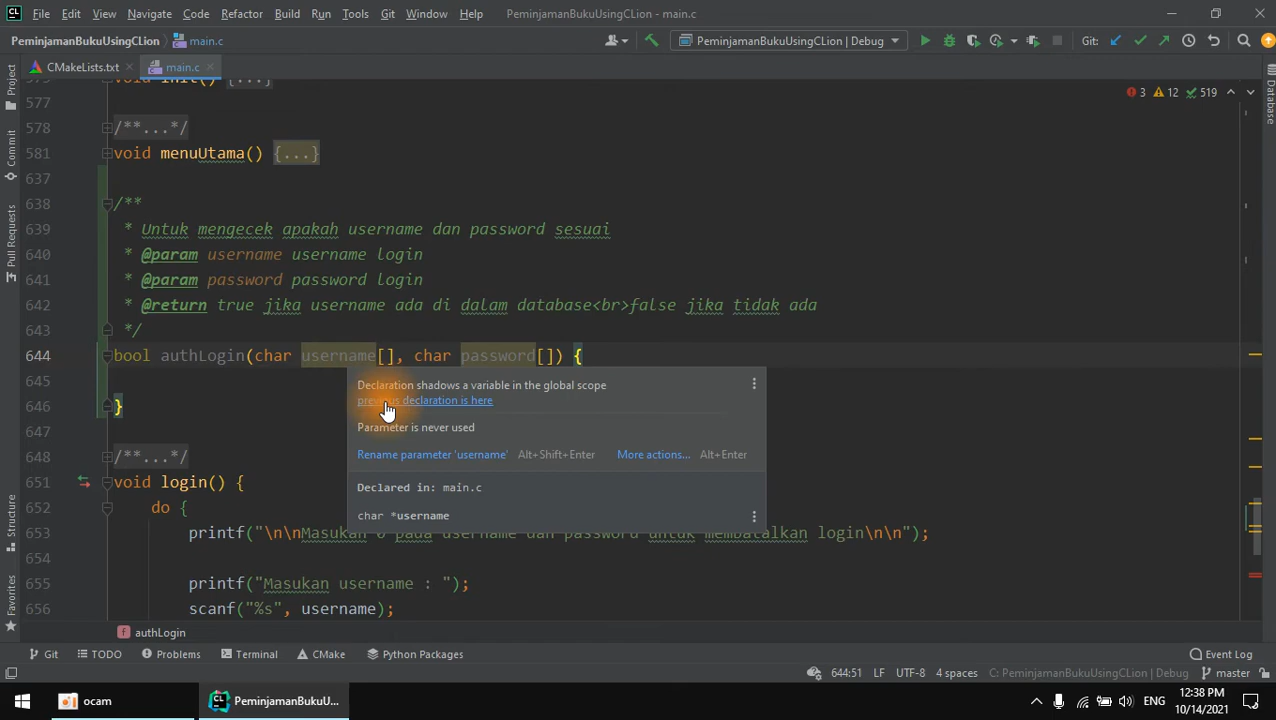 File Edit View Navigate Code Refactor Build Run Tools Git Window Help PeminjamanBukuUsingCLion - main.c
PeminjamanBukuUsingCLion main.c PeminjamanBukuUsingCLion | Debug Git:
CMakeLists.txt main.c
577
578 /**...*/
581 void menuUtama() {...}
637
638 /**
639 * Untuk mengecek apakah username dan password sesuai
640 * @param username username login
641 * @param password password login
642 * @return true jika username ada di dalam database<br>false jika tidak ada
643 */
644 bool authLogin(char username[], char password[]) {
645
646 }
647
648 /**...*/
651 void login() {
652 do {
653 printf("\n\nMasukan 0 pada username dan password untuk membatalkan login\n\n");
654
655 printf("Masukan username : ");
656 scanf("%s", username);
3 12 519
Declaration shadows a variable in the global scope
previous declaration is here
Parameter is never used
Rename parameter 'username' Alt+Shift+Enter More actions... Alt+Enter
Declared in: main.c
char *username
Project
Commit
Pull Requests
Structure
Favorites
Database
authLogin
Git TODO Problems Terminal CMake Python Packages Event Log
644:51 LF UTF-8 4 spaces C: PeminjamanBukuUsingCLion | Debug master
ocam PeminjamanBukuU... ENG 12:38 PM
10/14/2021